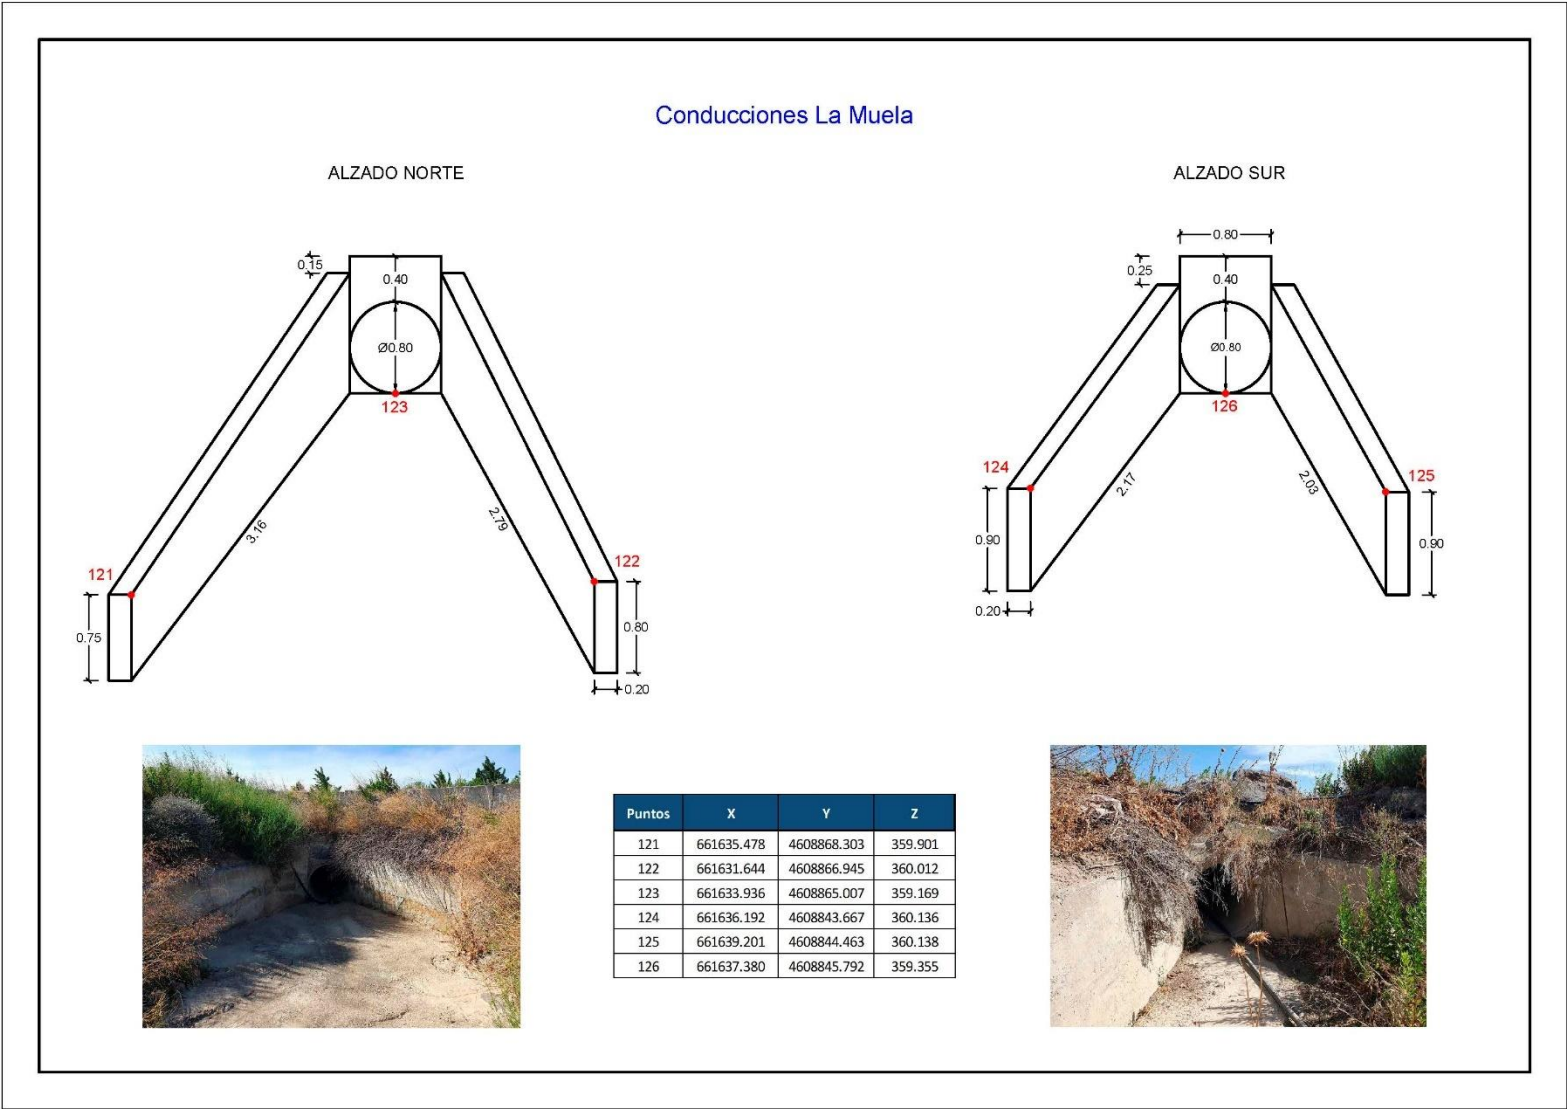 Conducciones La Muela
ALZADO NORTE
0.15
0.40
Ø0.80
123
3.16
2.79
121
0.75
122
0.80
0.20
ALZADO SUR
0.80
0.25
0.40
Ø0.80
126
2.17
2.03
124
0.90
0.20
125
0.90
Puntos X Y Z
121 661635.478 4608868.303 359.901
122 661631.644 4608866.945 360.012
123 661633.936 4608865.007 359.169
124 661636.192 4608843.667 360.136
125 661639.201 4608844.463 360.138
126 661637.380 4608845.792 359.355